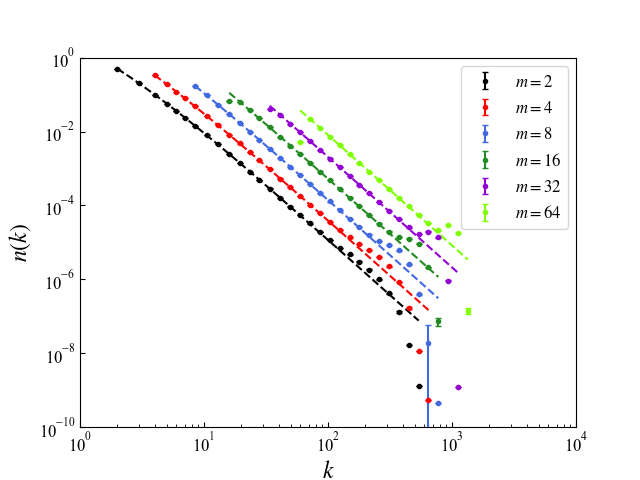 10^0
10^-2
10^-4
10^-6
10^-8
10^-10
n(k)
m = 2
m = 4
m = 8
m = 16
m = 32
m = 64
10^0 10^1 10^2 10^3 10^4
k